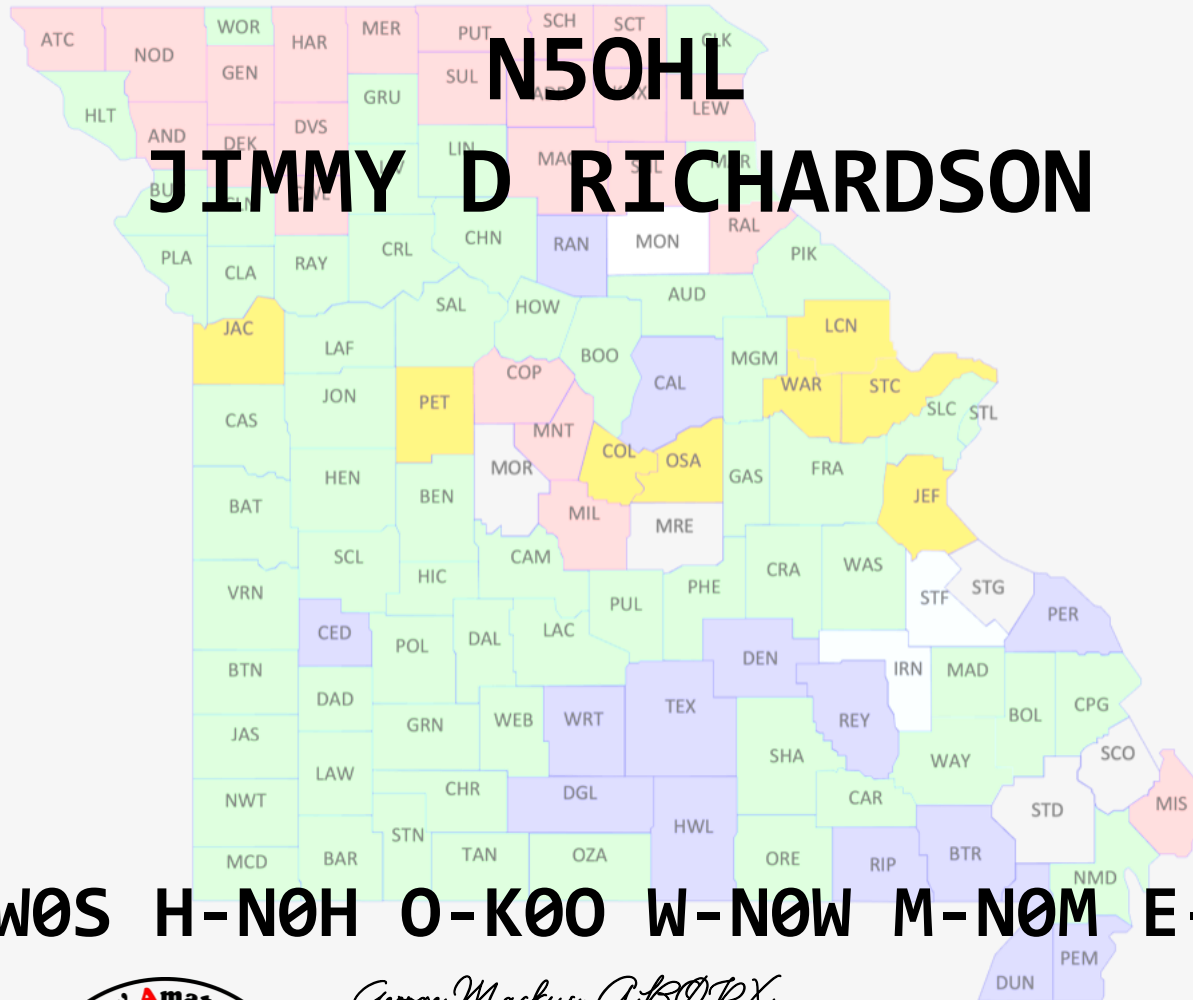 N5OHL
JIMMY D RICHARDSON
ATC NOD WOR HAR MER PUT SCH SCT CLK
GEN SUL GRU LEW
HLT AND DEK DVS LIN MAC
PLA CLA RAY CRL CHN RAN MON RAL PIK
JAC LAF SAL HOW BOO AUD LCN
CAL MGM WAR STC SLC STL
CAS JON PET COP MNT COL OSA GAS FRA JEF
BAT HEN BEN MOR MIL MRE
VRN SCL HIC CAM PUL PHE CRA WAS STF STG PER
CED POL DAL LAC DEN IRN MAD
BTN DAD GRN WEB WRT TEX REY BOL CPG
JAS LAW CHR DGL SHA WAY SCO
NWT STN HWL CAR STD MIS
MCD BAR TAN OZA ORE RIP BTR NMD
W0S H-N0H O-K0O W-N0W M-N0M E-
DUN PEM